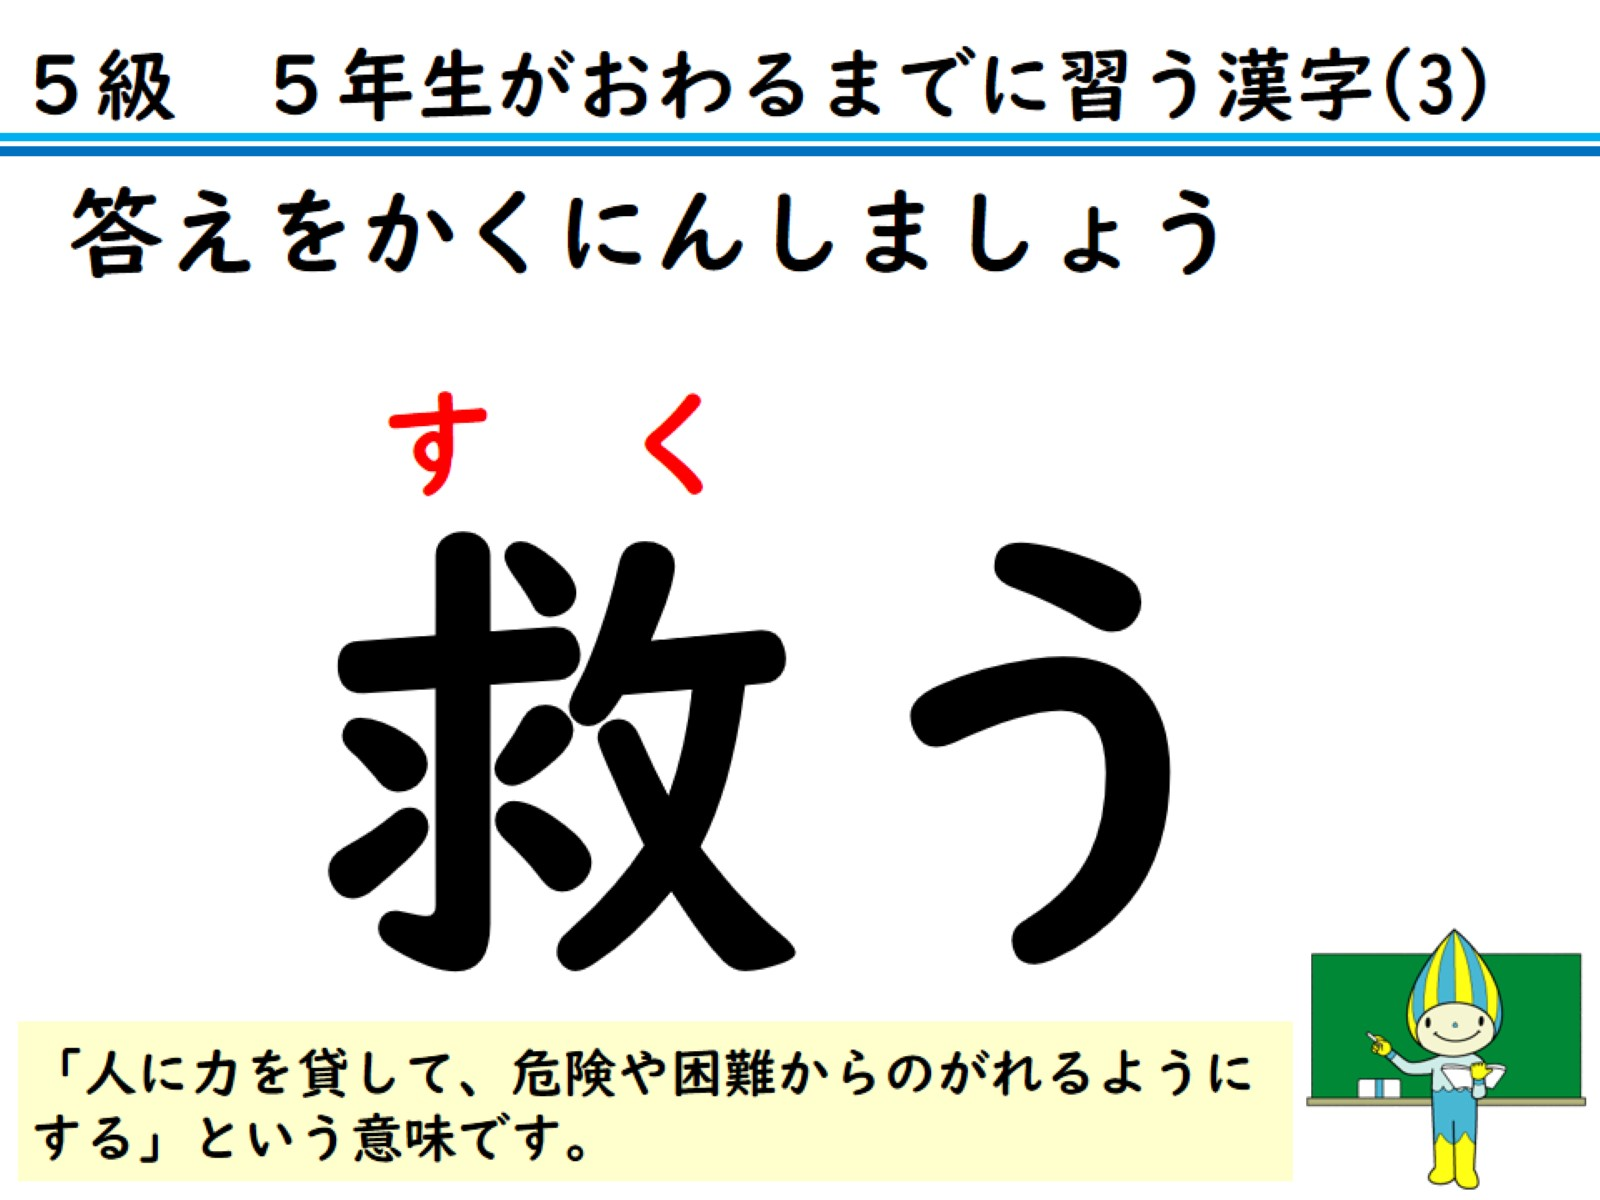 ５級　５年生がおわるまでに習う漢字(3)
答えをかくにんしましょう
すく
救う
「人に力を貸して、危険や困難からのがれるように
する」という意味です。